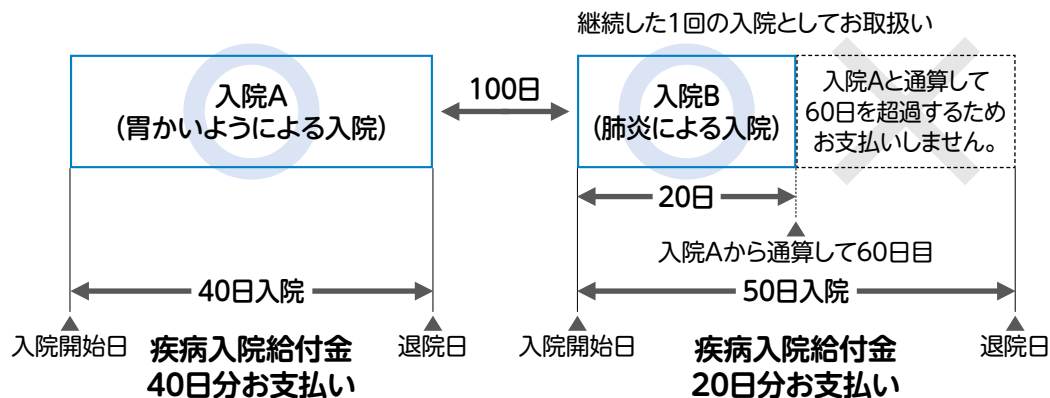 継続した1回の入院としてお取扱い
入院A
(胃かいようによる入院)
100日
入院B
(肺炎による入院)
入院Aと通算して
60日を超過するため
お支払いしません。
20日
入院Aから通算して60日目
40日入院
50日入院
入院開始日
退院日
入院開始日
退院日
疾病入院給付金
40日分お支払い
疾病入院給付金
20日分お支払い